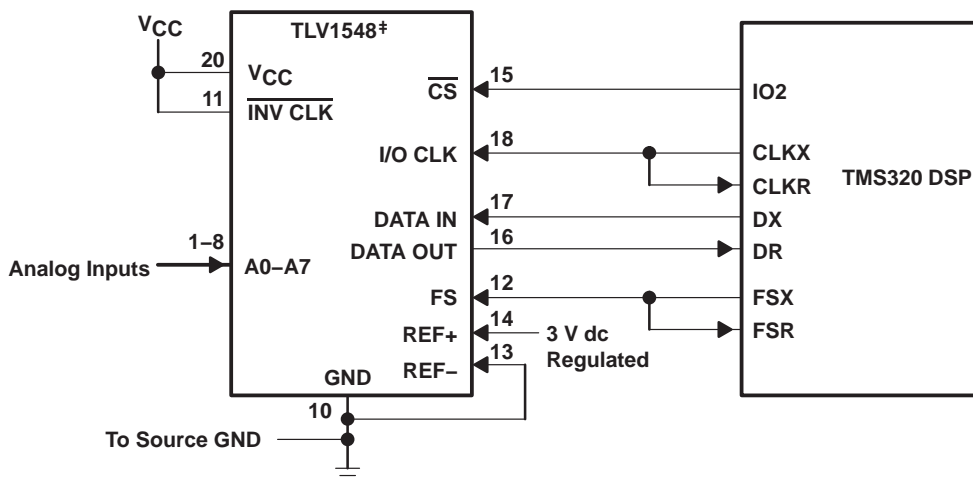 VCC
TLV1548‡
20
VCC
11
INV CLK
15
CS
IO2
18
I/O CLK
CLKX
CLKR
TMS320 DSP
17
DATA IN
DX
16
DATA OUT
DR
1–8
Analog Inputs
A0–A7
12
FS
FSX
FSR
14
REF+
3 V dc
Regulated
13
REF–
GND
10
To Source GND